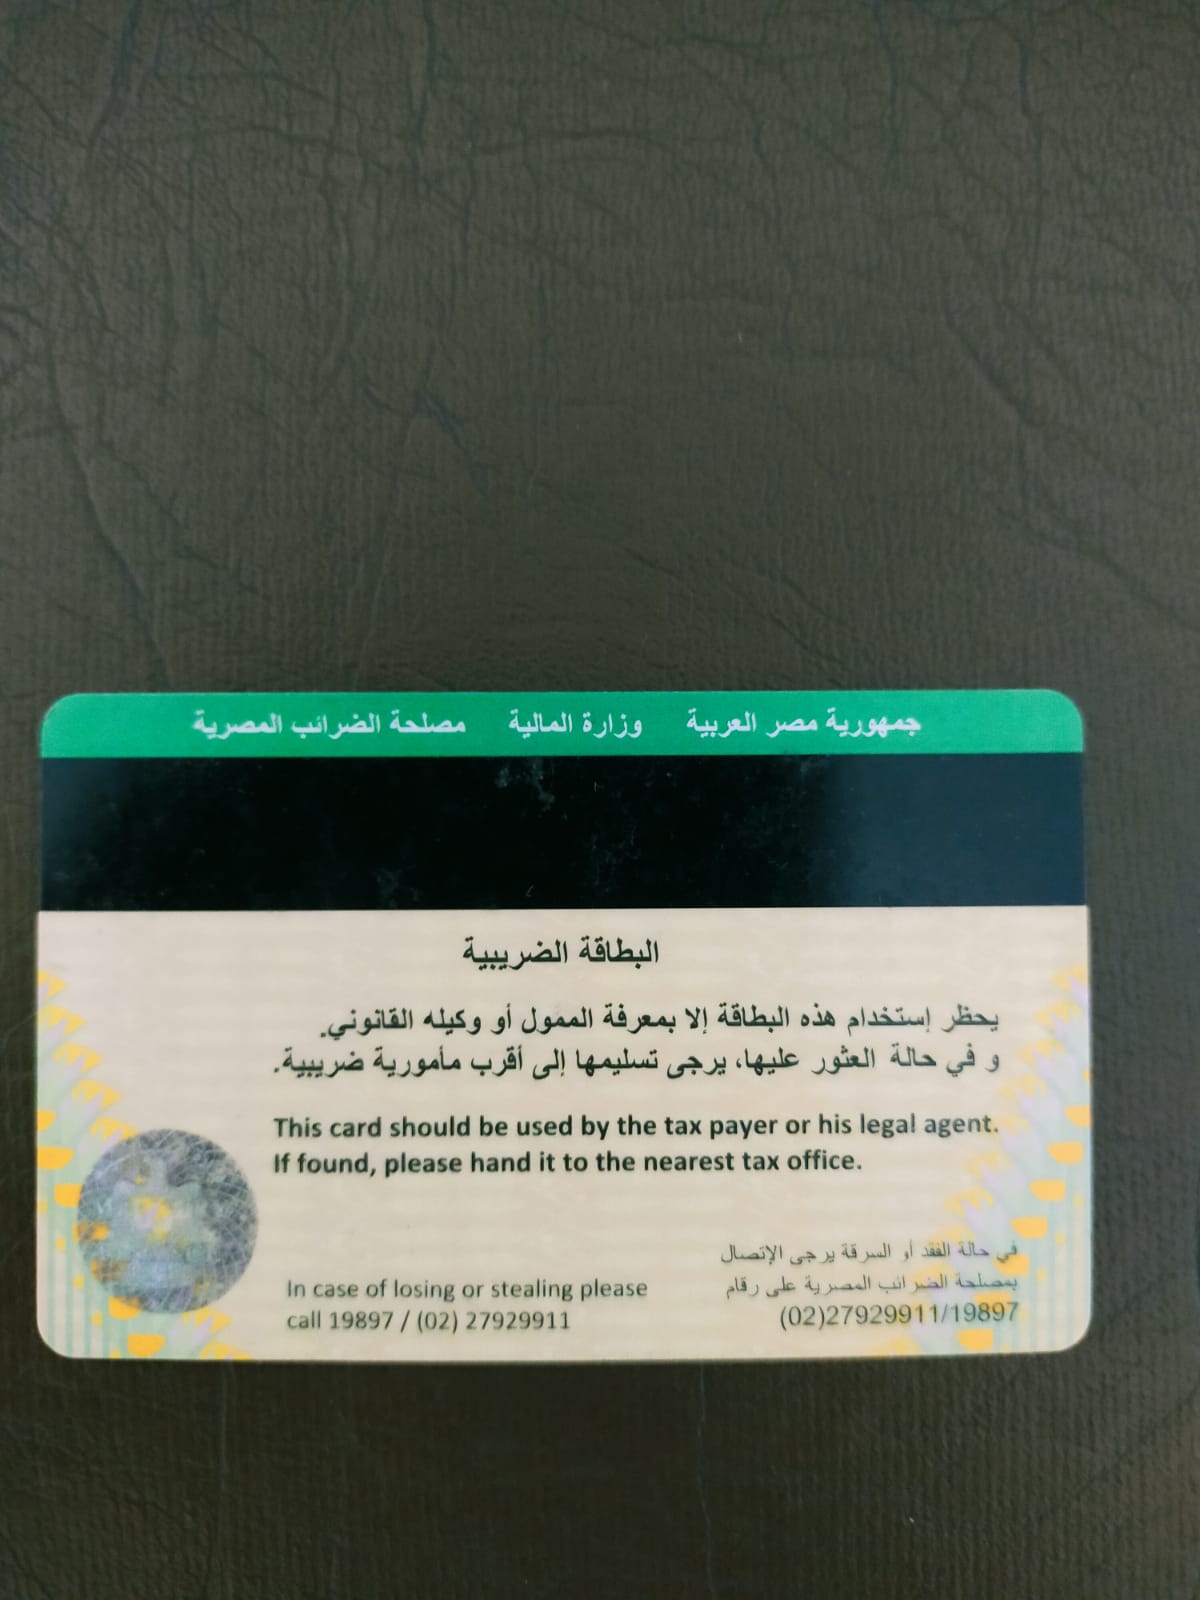 جمهورية مصر العربية وزارة المالية مصلحة الضرائب المصرية
البطاقة الضريبية
يحظر إستخدام هذه البطاقة إلا بمعرفة الممول أو وكيله القانوني.
و في حالة العثور عليها، يرجى تسليمها إلى أقرب مأمورية ضريبية.
This card should be used by the tax payer or his legal agent.
If found, please hand it to the nearest tax office.
في حالة الفقد أو السرقة يرجى الإتصال
بمصلحة الضرائب المصرية على رقام
(02)27929911/19897
In case of losing or stealing please
call 19897 / (02) 27929911